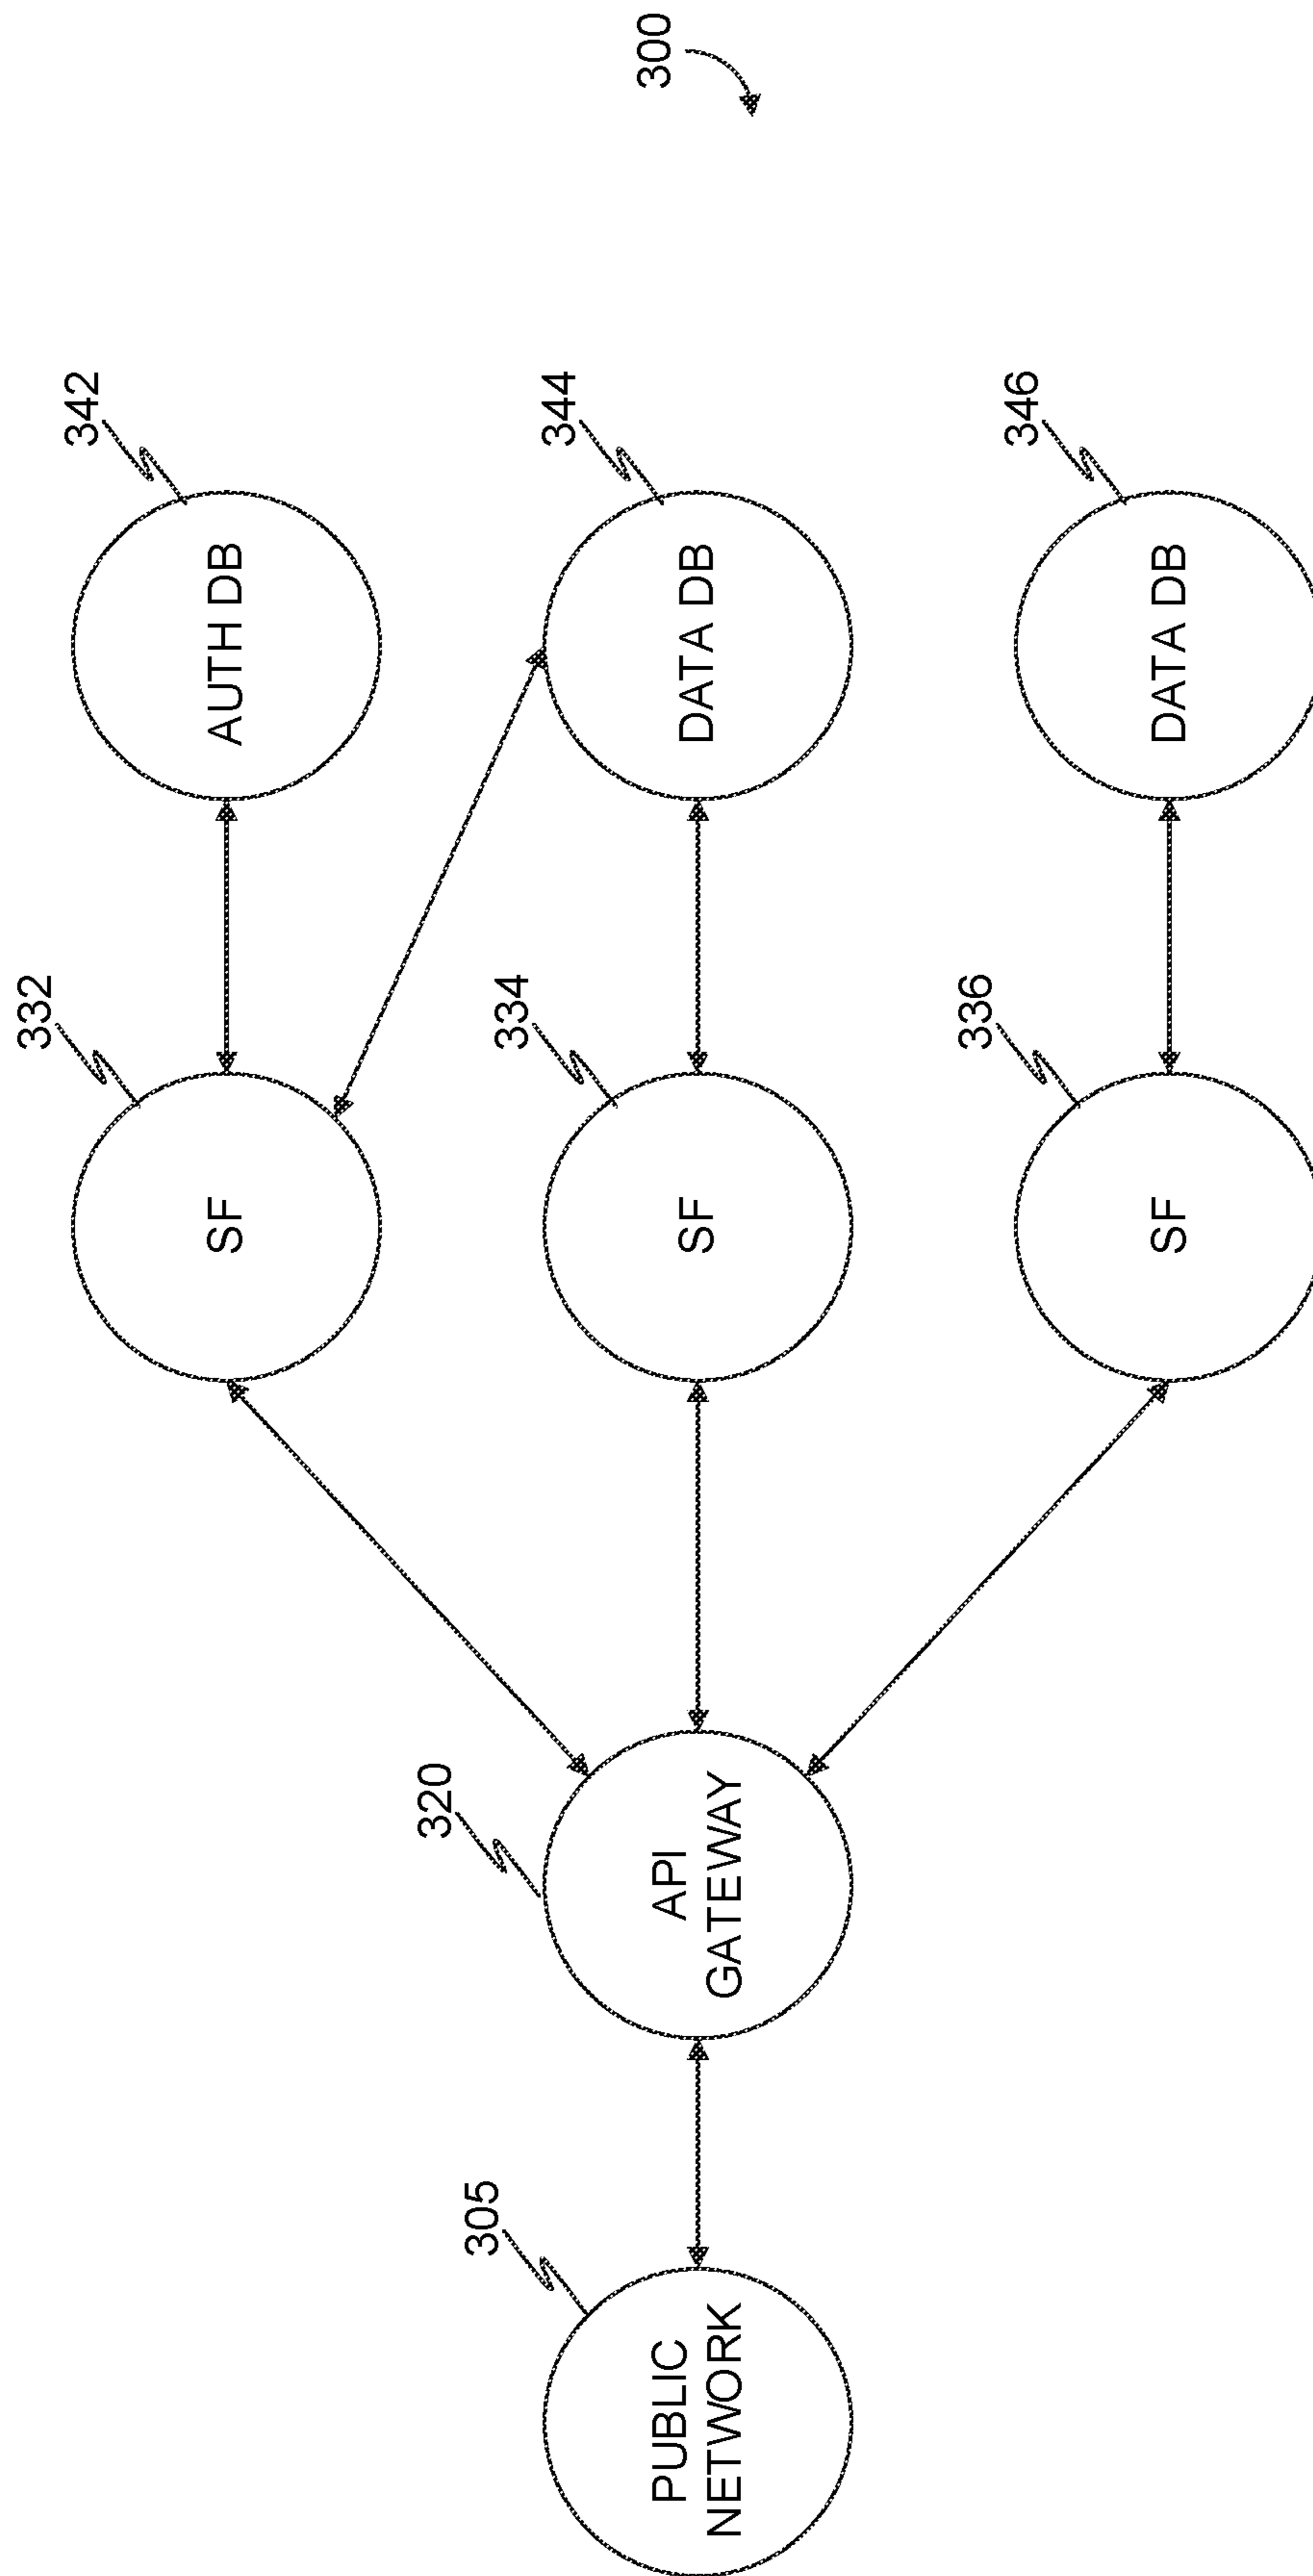 300
332
342
SF
AUTH DB
305
320
334
344
PUBLIC
NETWORK
API
GATEWAY
SF
DATA DB
336
346
SF
DATA DB